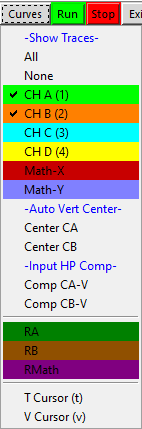 Curves Run Stop Exi
-Show Traces-
All
None
✓ CH A (1)
✓ CH B (2)
CH C (3)
CH D (4)
Math-X
Math-Y
-Auto Vert Center-
Center CA
Center CB
-Input HP Comp-
Comp CA-V
Comp CB-V
RA
RB
RMath
T Cursor (t)
V Cursor (v)